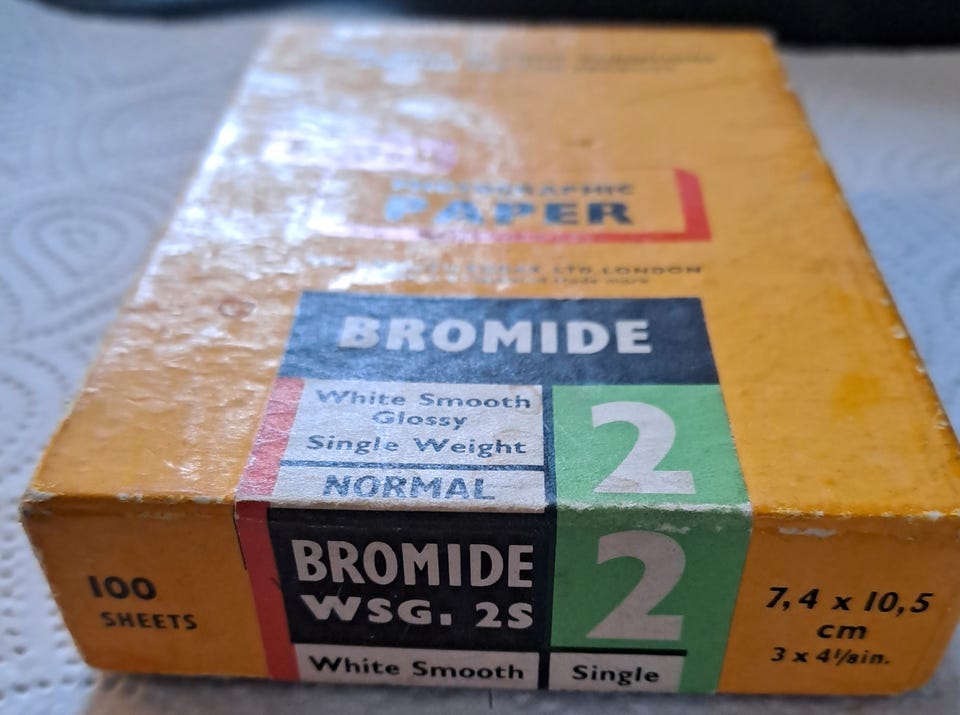 PHOTOGRAPHIC
PAPER
LTD. LONDON
BROMIDE
White Smooth
Glossy
Single Weight
NORMAL
2
BROMIDE
WSG. 2S
2
White Smooth
Single
100
SHEETS
7,4 x 10,5
cm
3 x 4⅛in.